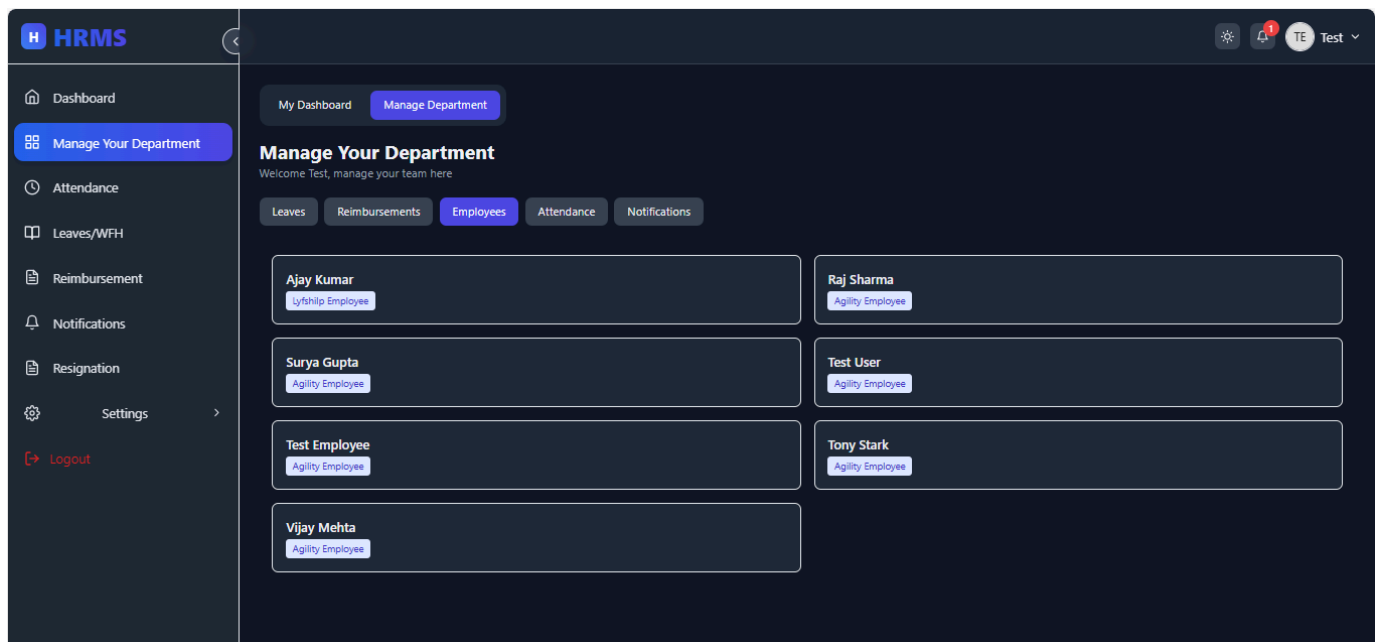 H HRMS
1
TE Test
Dashboard
Manage Your Department
Attendance
Leaves/WFH
Reimbursement
Notifications
Resignation
Settings
Logout
My Dashboard Manage Department
Manage Your Department
Welcome Test, manage your team here
Leaves Reimbursements Employees Attendance Notifications
Ajay Kumar
Lyfshilp Employee
Raj Sharma
Agility Employee
Surya Gupta
Agility Employee
Test User
Agility Employee
Test Employee
Agility Employee
Tony Stark
Agility Employee
Vijay Mehta
Agility Employee